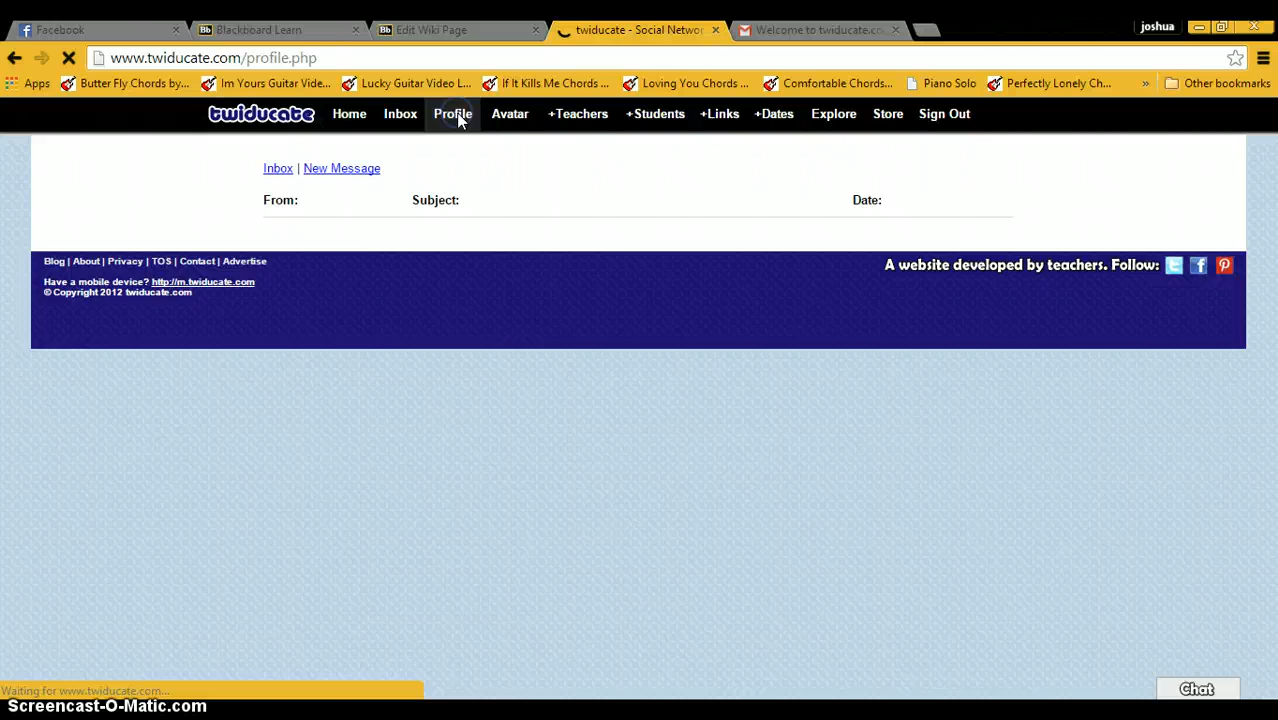 Facebook
Blackboard Learn
Edit Wiki Page
twiducate - Social Networ
Welcome to twiducate.co
joshua
www.twiducate.com/profile.php
Apps
Butter Fly Chords by...
Im Yours Guitar Vide...
Lucky Guitar Video L...
If It Kills Me Chords ...
Loving You Chords ...
Comfortable Chords...
Piano Solo
Perfectly Lonely Ch...
»
Other bookmarks
twiducate
Home
Inbox
Profile
Avatar
+Teachers
+Students
+Links
+Dates
Explore
Store
Sign Out
Inbox | New Message
From:
Subject:
Date:
Blog | About | Privacy | TOS | Contact | Advertise
A website developed by teachers. Follow:
Have a mobile device? http://m.twiducate.com
© Copyright 2012 twiducate.com
Waiting for www.twiducate.com...
Chat
Screencast-O-Matic.com